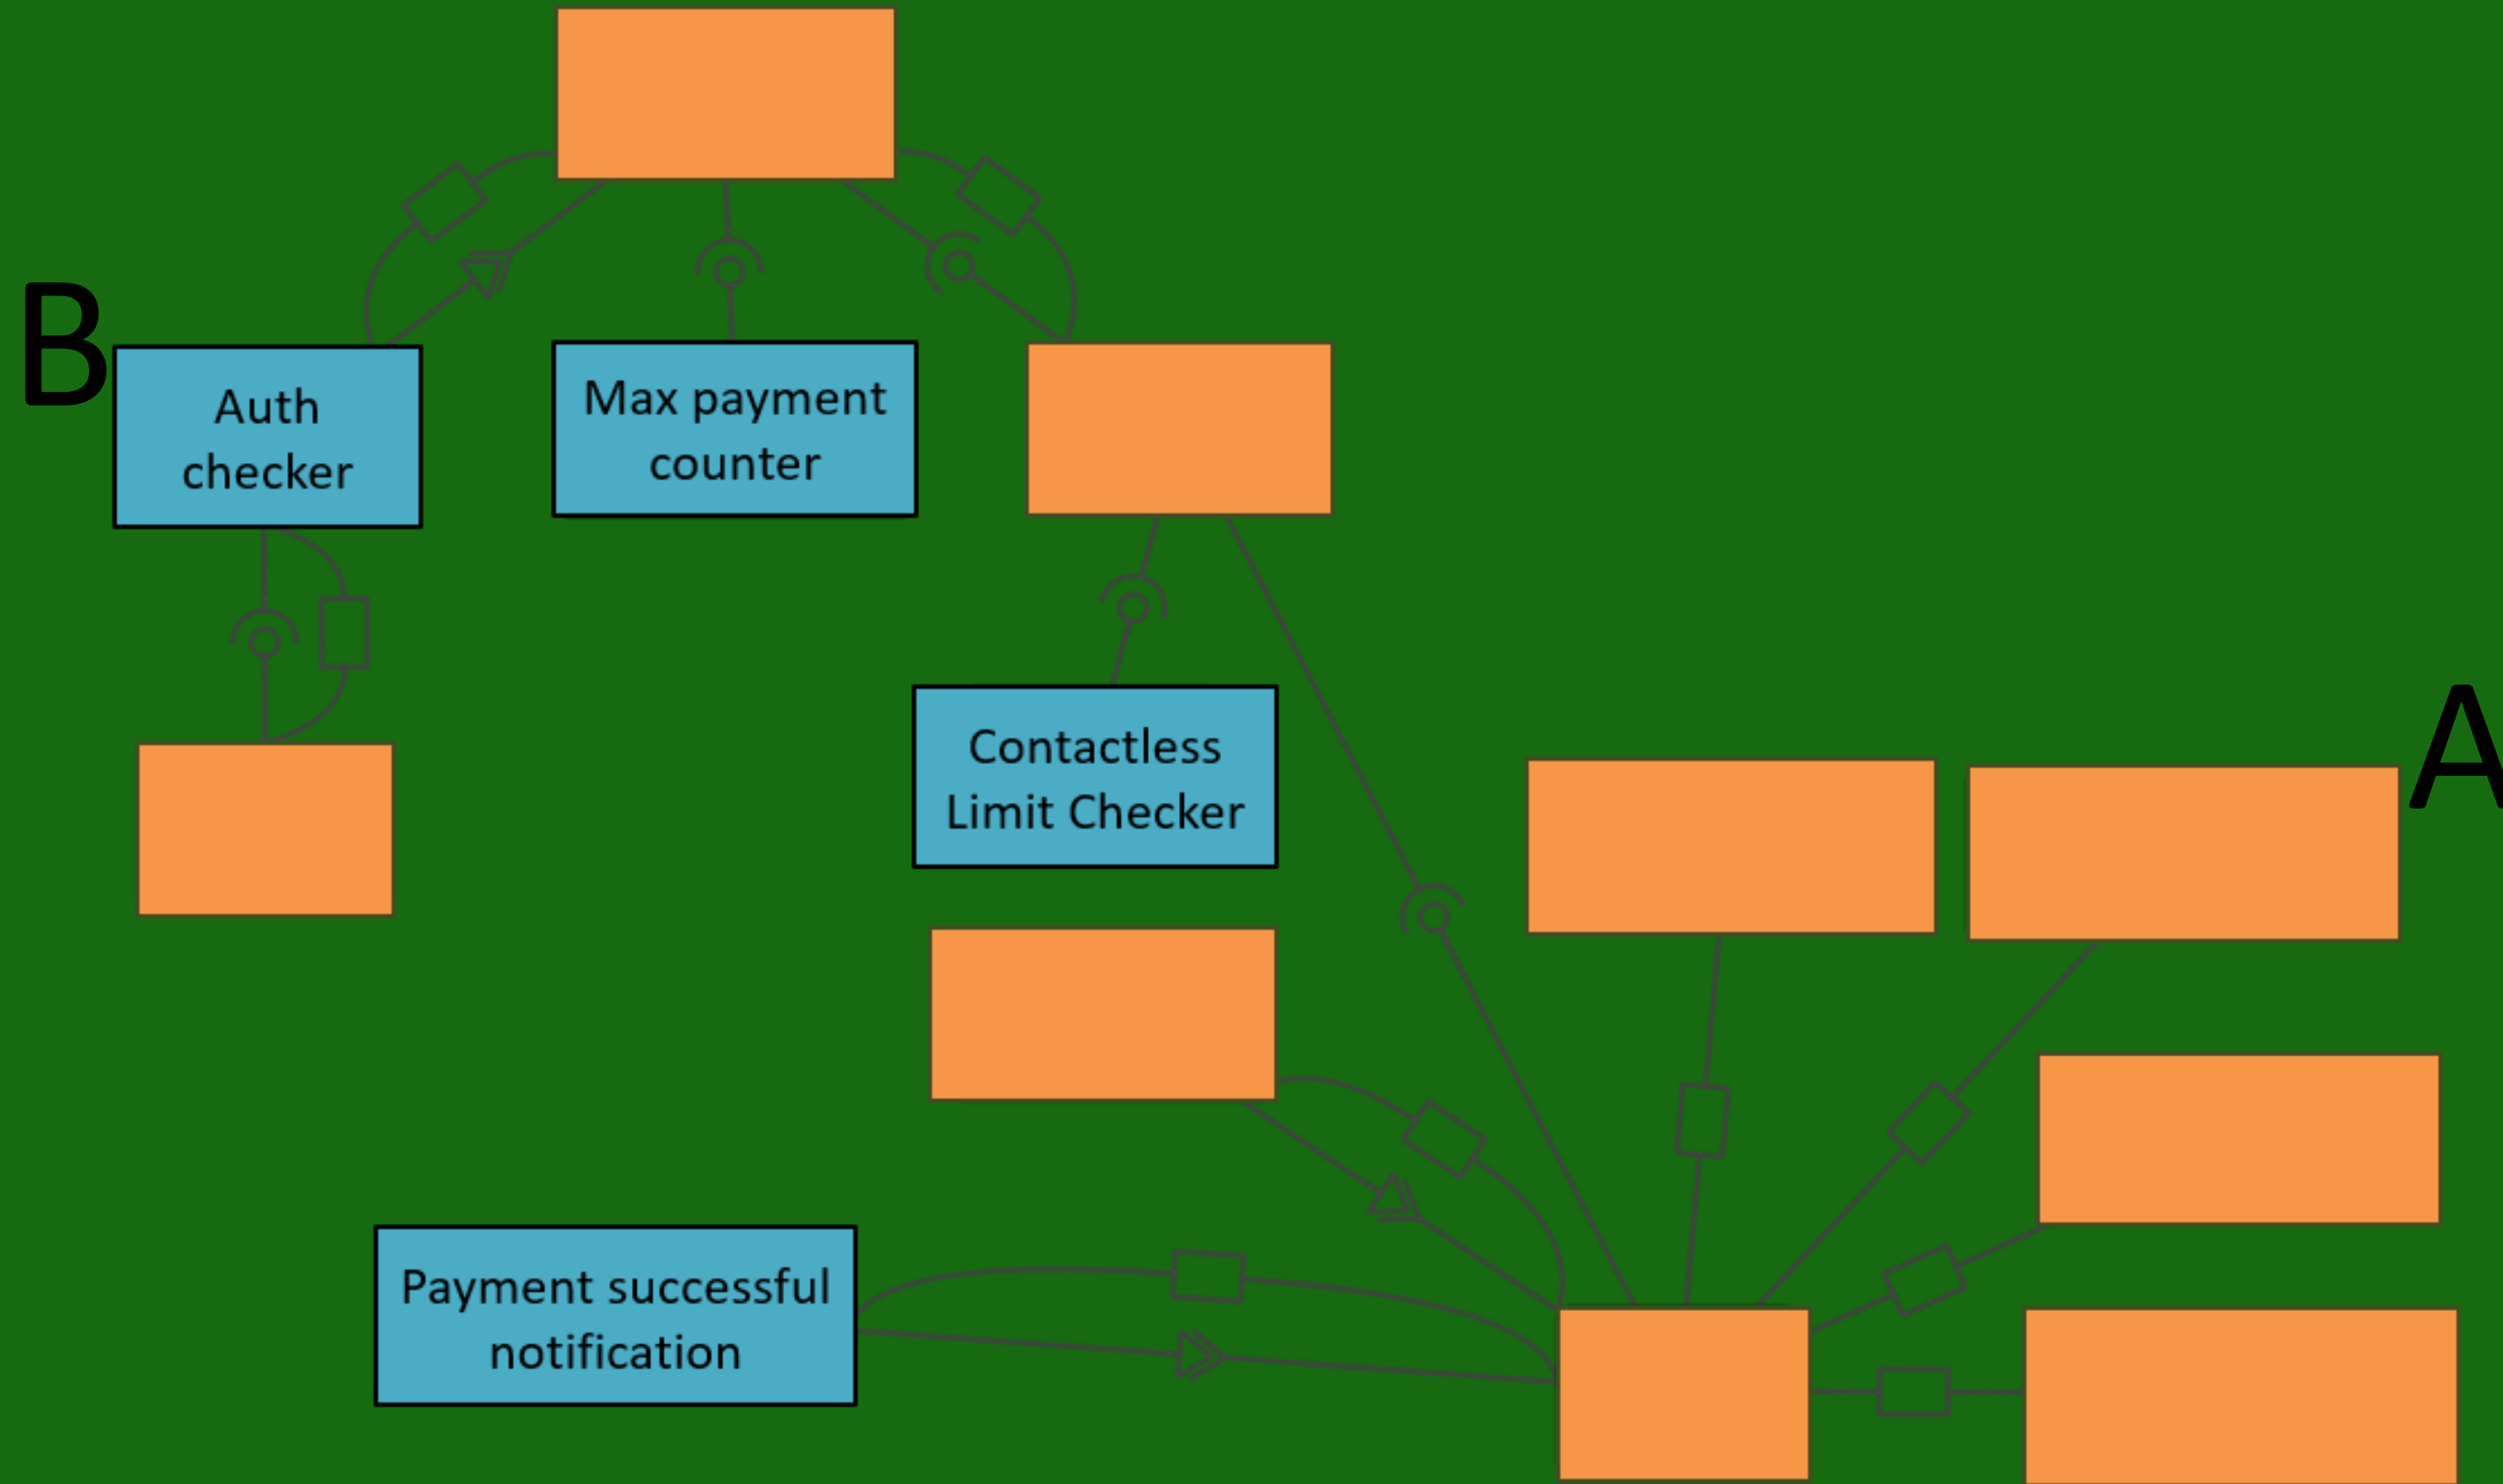 B
Auth
checker
Max payment
counter
Contactless
Limit Checker
A
Payment successful
notification